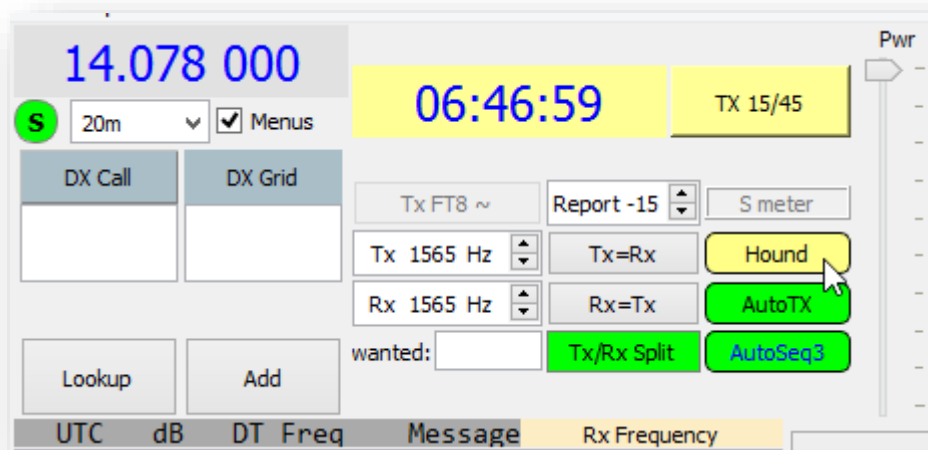 14.078 000
Pwr
06:46:59
TX 15/45
S
20m
Menus
DX Call
DX Grid
Tx FT8 ~
Report -15
S meter
Tx 1565 Hz
Tx=Rx
Hound
Rx 1565 Hz
Rx=Tx
AutoTX
wanted:
Tx/Rx Split
AutoSeq3
Lookup
Add
UTC dB DT Freq Message
Rx Frequency